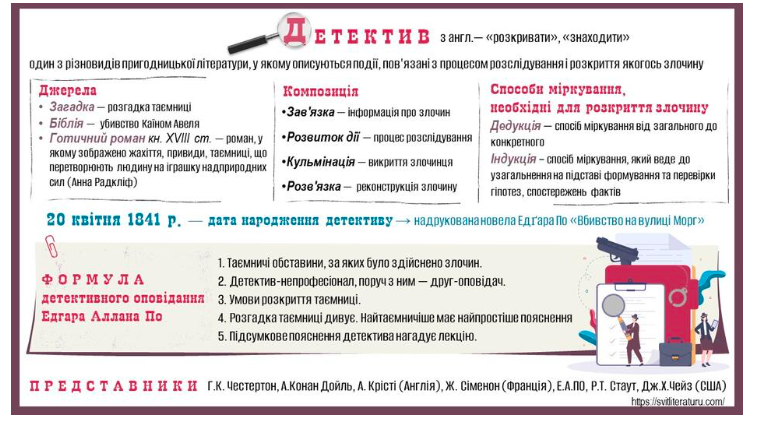 ДЕТЕКТИВ з англ.— «розкривати», «знаходити»
один з різновидів пригодницької літератури, у якому описуються події, пов'язані з процесом розслідування і розкриття якогось злочину
Джерела
• Загадка — розгадка таємниці
• Біблія — убивство Каїном Авеля
• Готичний роман кн. XVIII ст. — роман, у
якому зображено жахіття, привиди, таємниці, що
перетворюють людину на іграшку надприродних
сил (Анна Радкліф)
Композиція
•Зав'язка — інформація про злочин
•Розвиток дії — процес розслідування
•Кульмінація — викриття злочинця
•Розв'язка — реконструкція злочину
Способи міркування,
необхідні для розкриття злочину
Дедукція — спосіб міркування від загального до
конкретного
Індукція – спосіб міркування, який веде до
узагальнення на підставі формування та перевірки
гіпотез, спостережень фактів
20 квітня 1841 р. — дата народження детективу → надрукована новела Едґара По «Вбивство на вулиці Морг»
ФОРМУЛА
детективного оповідання
Едгара Аллана По
1. Таємничі обставини, за яких було здійснено злочин.
2. Детектив-непрофесіонал, поруч з ним — друг-оповідач.
3. Умови розкриття таємниці.
4. Розгадка таємниці дивує. Найтаємничіше має найпростіше пояснення
5. Підсумкове пояснення детектива нагадує лекцію.
ПРЕДСТАВНИКИ Г.К. Честертон, А.Конан Дойль, А. Крісті (Англія), Ж. Сіменон (Франція), Е.А.ПО, Р.Т. Стаут, Дж.Х.Чейз (США)
https://svitliteraturu.com/